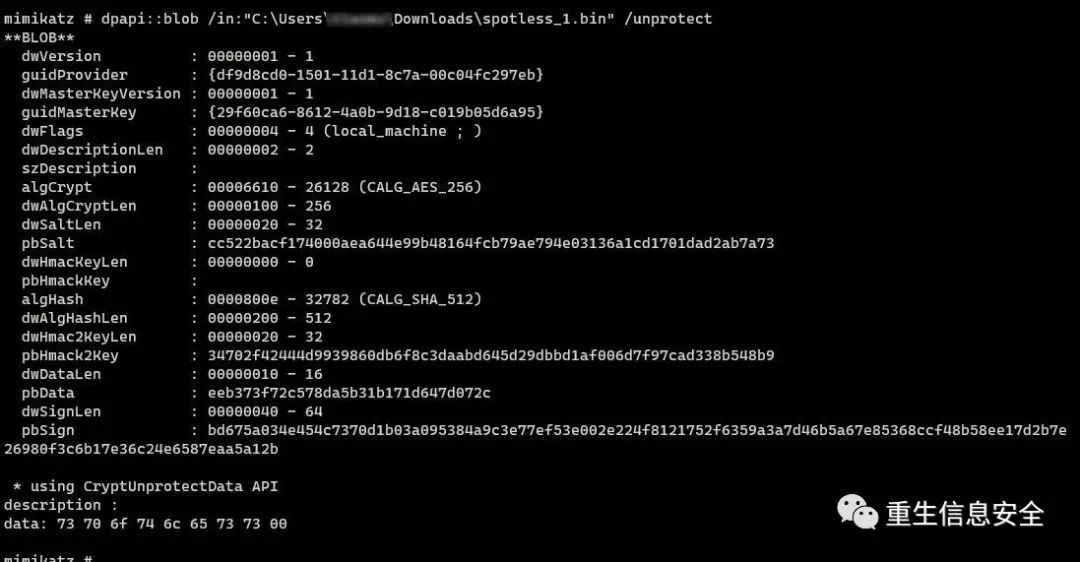 mimikatz # dpapi::blob /in:"C:\Users\ \Downloads\spotless_1.bin" /unprotect
**BLOB**
dwVersion : 00000001 - 1
guidProvider : {df9d8cd0-1501-11d1-8c7a-00c04fc297eb}
dwMasterKeyVersion : 00000001 - 1
guidMasterKey : {29f60ca6-8612-4a0b-9d18-c019b05d6a95}
dwFlags : 00000004 - 4 (local_machine ; )
dwDescriptionLen : 00000002 - 2
szDescription :
algCrypt : 00006610 - 26128 (CALG_AES_256)
dwAlgCryptLen : 00000100 - 256
dwSaltLen : 00000020 - 32
pbSalt : cc522bacf174000aea644e99b48164fcb79ae794e03136a1cd1701dad2ab7a73
dwHmacKeyLen : 00000000 - 0
pbHmackKey :
algHash : 0000800e - 32782 (CALG_SHA_512)
dwAlgHashLen : 00000200 - 512
dwHmac2KeyLen : 00000020 - 32
pbHmack2Key : 34702f42444d9939860db6f8c3daabd645d29dbbd1af006d7f97cad338b548b9
dwDataLen : 00000010 - 16
pbData : eeb373f72c578da5b31b171d647d072c
dwSignLen : 00000040 - 64
pbSign : bd675a034e454c7370d1b03a095384a9c3e77ef53e002e224f8121752f6359a3a7d46b5a67e85368ccf48b58ee17d2b7e
26980f3c6b17e36c24e6587eaa5a12b
* using CryptUnprotectData API
description :
data: 73 70 6f 74 6c 65 73 73 00
重生信息安全
mimikatz #